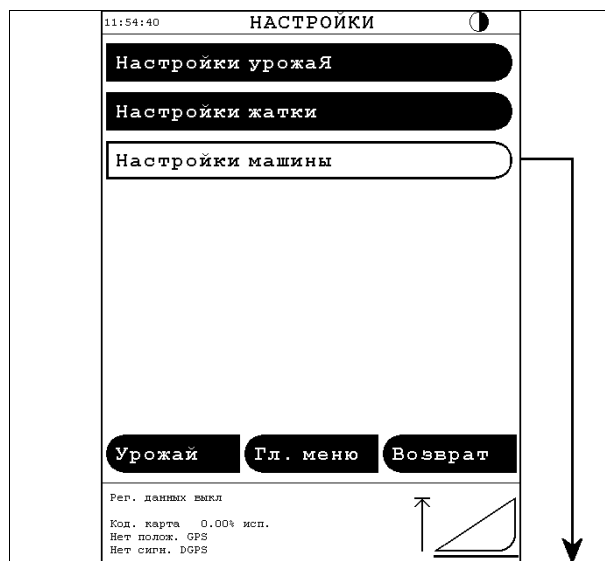 11:54:40 НАСТРОЙКИ
Настройки урожаЯ
Настройки жатки
Настройки машины
Урожай Гл. меню Возврат
Рег. данных выкл
Код. карта 0.00% исп.
Нет полож. GPS
Нет сигн. DGPS